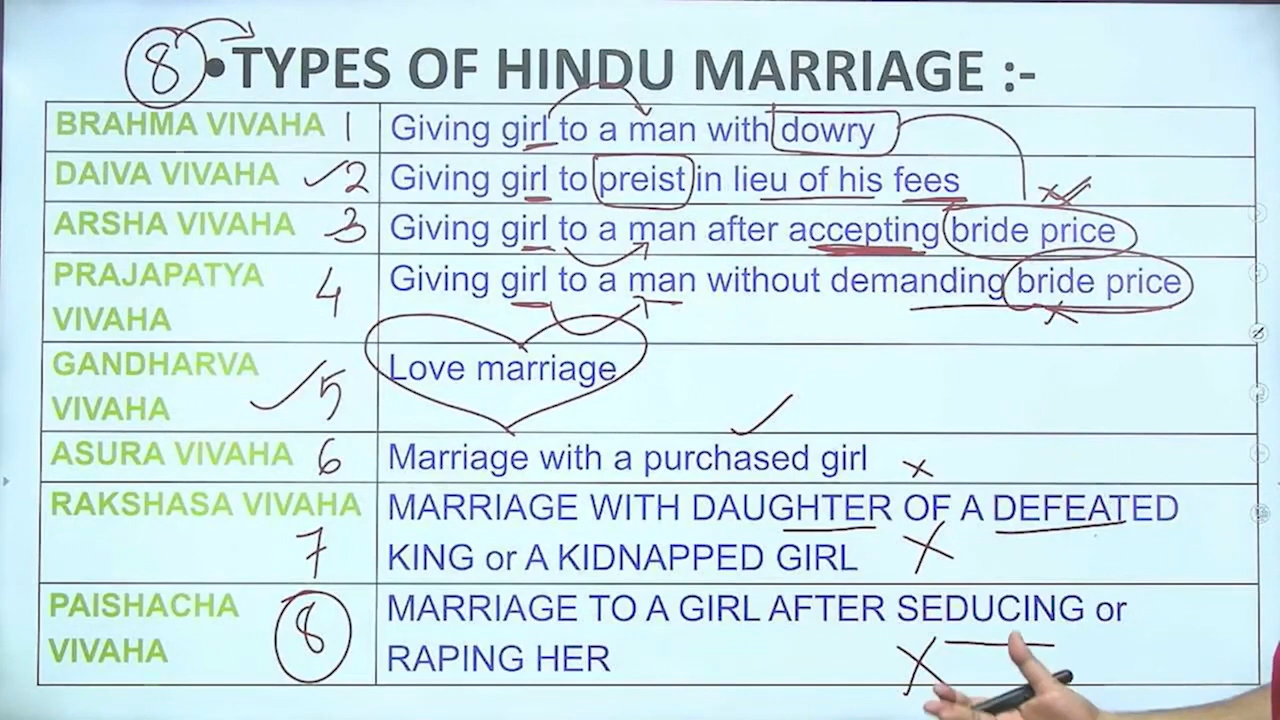 8 •TYPES OF HINDU MARRIAGE :-
BRAHMA VIVAHA 1 Giving girl to a man with dowry
DAIVA VIVAHA 2 Giving girl to preist in lieu of his fees
ARSHA VIVAHA 3 Giving girl to a man after accepting bride price
PRAJAPATYA 4 Giving girl to a man without demanding bride price
VIVAHA
GANDHARVA Love marriage
VIVAHA 5
ASURA VIVAHA 6 Marriage with a purchased girl
RAKSHASA VIVAHA MARRIAGE WITH DAUGHTER OF A DEFEATED
7 KING or A KIDNAPPED GIRL
PAISHACHA 8 MARRIAGE TO A GIRL AFTER SEDUCING or
VIVAHA RAPING HER